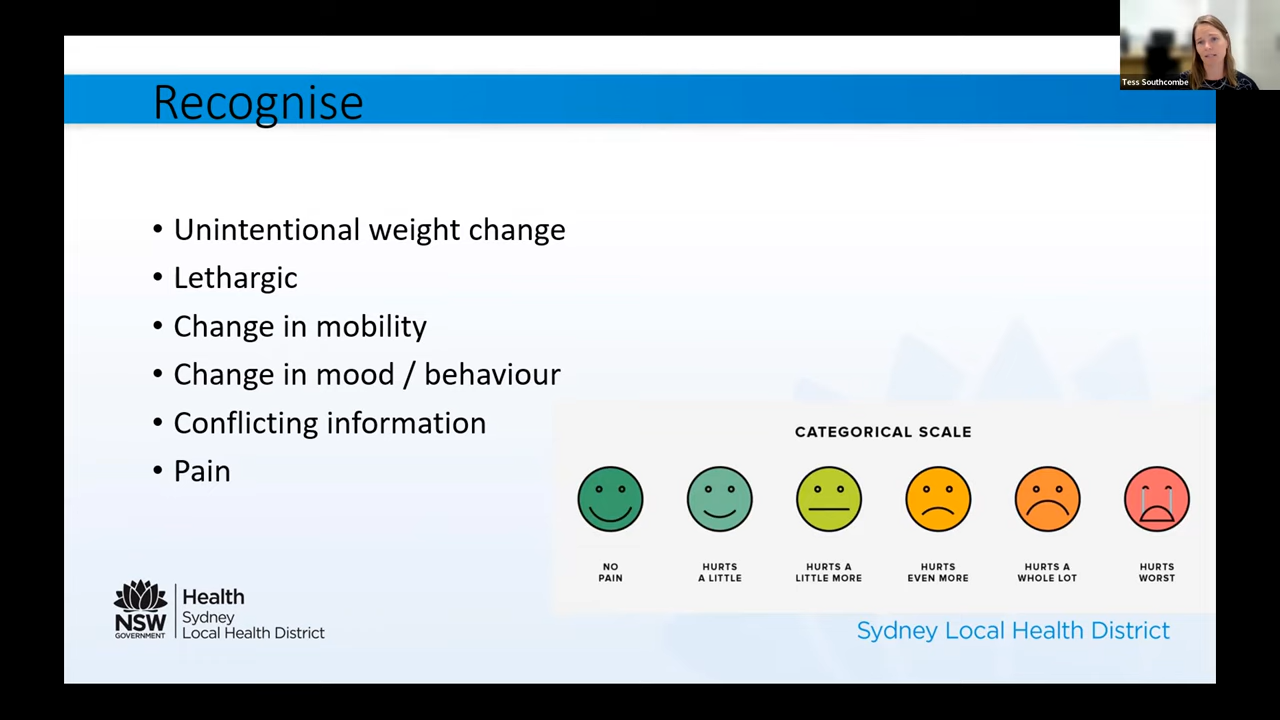 Tess Southcombe
Recognise
• Unintentional weight change
• Lethargic
• Change in mobility
• Change in mood / behaviour
• Conflicting information
• Pain
CATEGORICAL SCALE
NO
PAIN
HURTS
A LITTLE
HURTS A
LITTLE MORE
HURTS
EVEN MORE
HURTS A
WHOLE LOT
HURTS
WORST
NSW
GOVERNMENT
Health
Sydney
Local Health District
Sydney Local Health District